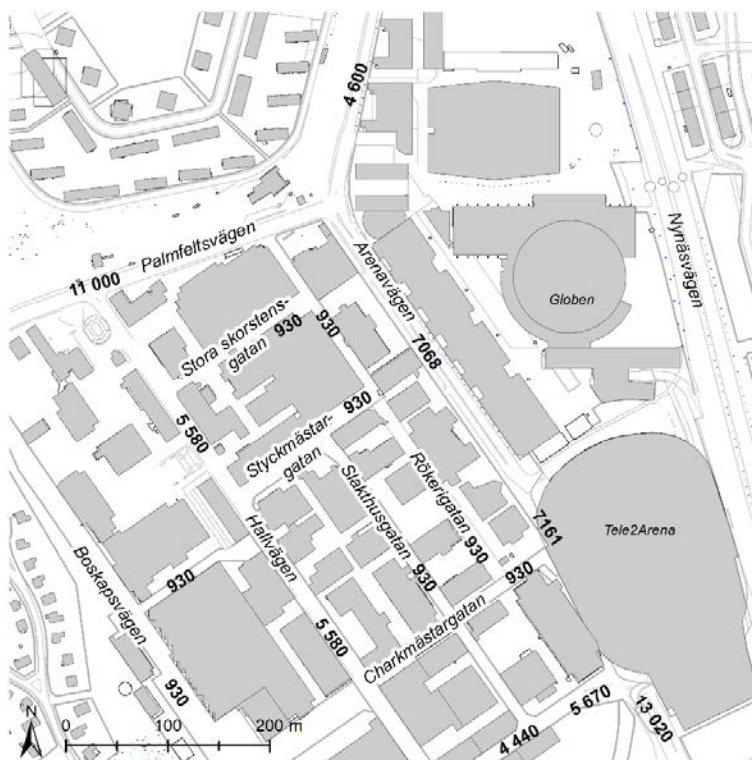 4 600
Palmfeltsvägen
11 000
Nynäsvägen
Arenavägen
Globen
Stora skorstens-
gatan
930
930
7068
930
5 580
Styckmästar-
gatan
Rökerigatan
Slakthusgatan
7161
Tele2Arena
Hallvägen
930
930
930
930
Boskapsvägen
5 580
Charkmästargatan
930
5 670
13 020
4 440
N
0 100 200 m